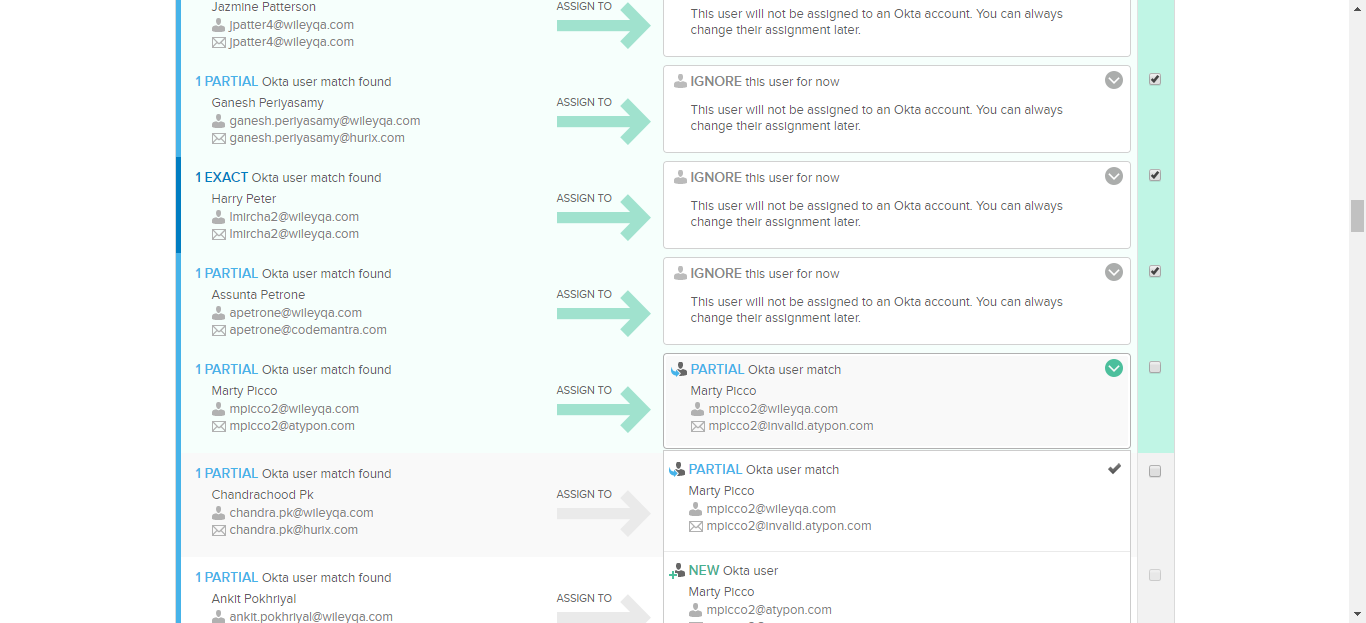 Jazmine Patterson
jpatter4@wileyqa.com
jpatter4@wileyqa.com
ASSIGN TO
This user will not be assigned to an Okta account. You can always
change their assignment later.
1 PARTIAL Okta user match found
Ganesh Periyasamy
ganesh.periyasamy@wileyqa.com
ganesh.periyasamy@hurix.com
ASSIGN TO
IGNORE this user for now
This user will not be assigned to an Okta account. You can always
change their assignment later.
1 EXACT Okta user match found
Harry Peter
lmircha2@wileyqa.com
lmircha2@wileyqa.com
ASSIGN TO
IGNORE this user for now
This user will not be assigned to an Okta account. You can always
change their assignment later.
1 PARTIAL Okta user match found
Assunta Petrone
apetrone@wileyqa.com
apetrone@codemantra.com
ASSIGN TO
IGNORE this user for now
This user will not be assigned to an Okta account. You can always
change their assignment later.
1 PARTIAL Okta user match found
Marty Picco
mpicco2@wileyqa.com
mpicco2@atypon.com
ASSIGN TO
PARTIAL Okta user match
Marty Picco
mpicco2@wileyqa.com
mpicco2@invalid.atypon.com
1 PARTIAL Okta user match found
Chandrachood Pk
chandra.pk@wileyqa.com
chandra.pk@hurix.com
ASSIGN TO
PARTIAL Okta user match
Marty Picco
mpicco2@wileyqa.com
mpicco2@invalid.atypon.com
1 PARTIAL Okta user match found
Ankit Pokhriyal
ankit.pokhriyal@wileyqa.com
ASSIGN TO
NEW Okta user
Marty Picco
mpicco2@atypon.com